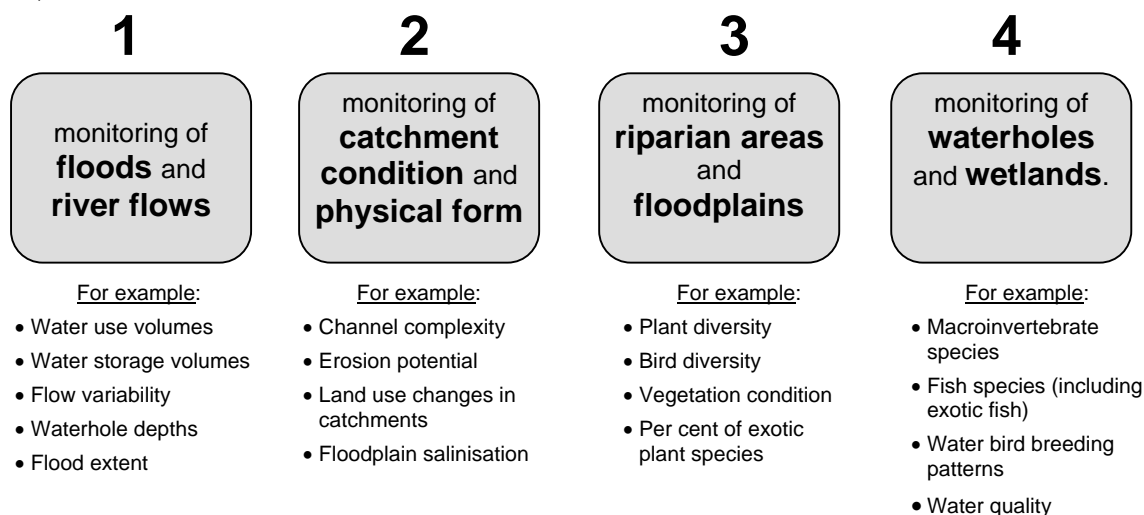 1
monitoring of
floods and
river flows
For example:
• Water use volumes
• Water storage volumes
• Flow variability
• Waterhole depths
• Flood extent
2
monitoring of
catchment
condition and
physical form
For example:
• Channel complexity
• Erosion potential
• Land use changes in
catchments
• Floodplain salinisation
3
monitoring of
riparian areas
and
floodplains
For example:
• Plant diversity
• Bird diversity
• Vegetation condition
• Per cent of exotic
plant species
4
monitoring of
waterholes
and wetlands.
For example:
• Macroinvertebrate
species
• Fish species (including
exotic fish)
• Water bird breeding
patterns
• Water quality